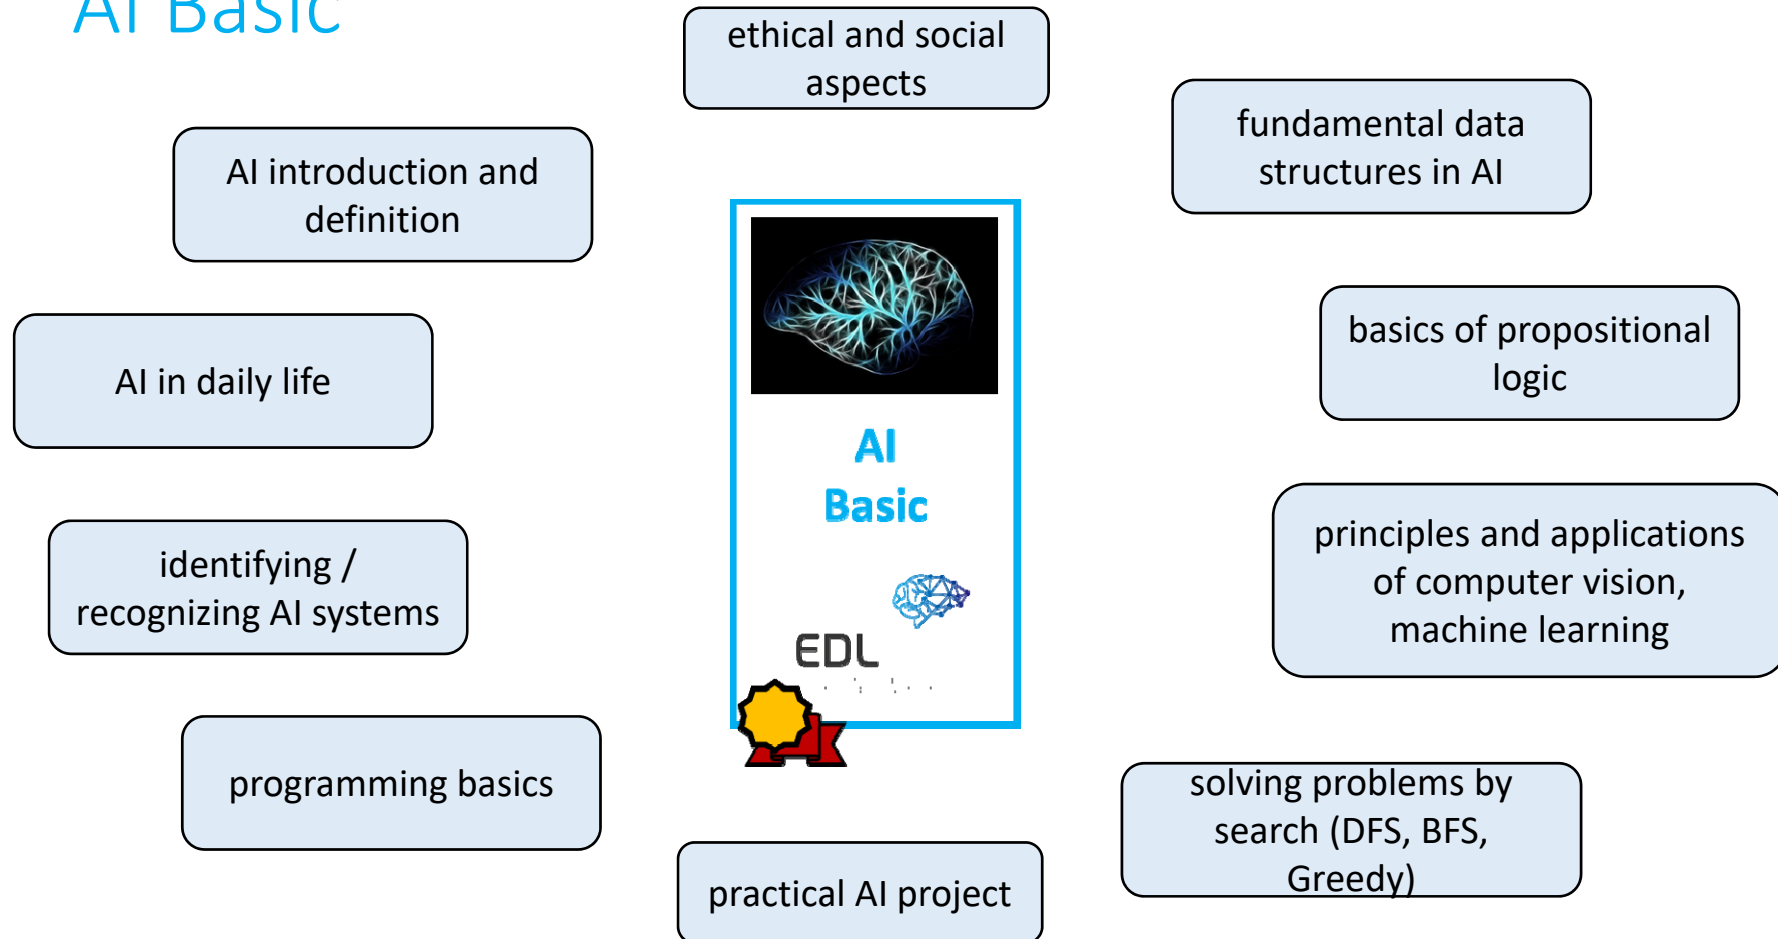 AI Basic
ethical and social
aspects
fundamental data
structures in AI
AI introduction and
definition
basics of propositional
logic
AI in daily life
AI
Basic
principles and applications
of computer vision,
machine learning
identifying /
recognizing AI systems
EDL
programming basics
solving problems by
search (DFS, BFS,
Greedy)
practical AI project